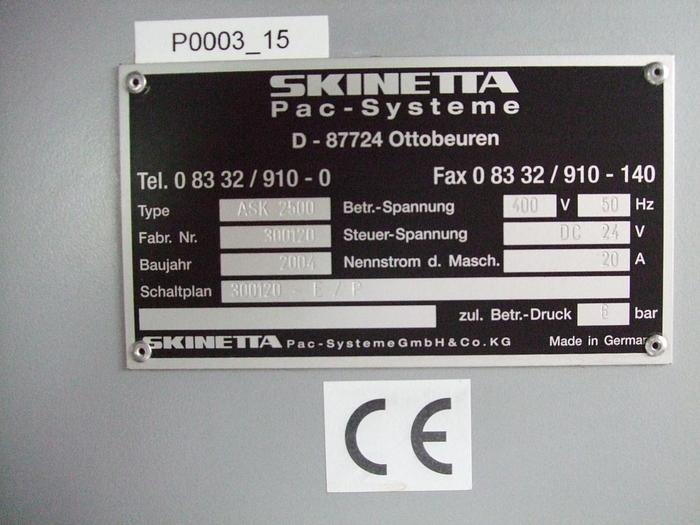 P0003_15
SKINETTA
Pac-Systeme
D - 87724 Ottobeuren
Tel. 0 83 32 / 910 - 0 Fax 0 83 32 / 910 - 140
Type ASK 2500 Betr.-Spannung 400 V 50 Hz
Fabr. Nr. 300120 Steuer-Spannung DC 24 V
Baujahr 2004 Nennstrom d. Masch. 20 A
Schaltplan 300120 - E / P
zul. Betr.-Druck 6 bar
SKINETTA Pac-Systeme GmbH & Co. KG Made in Germany
CE